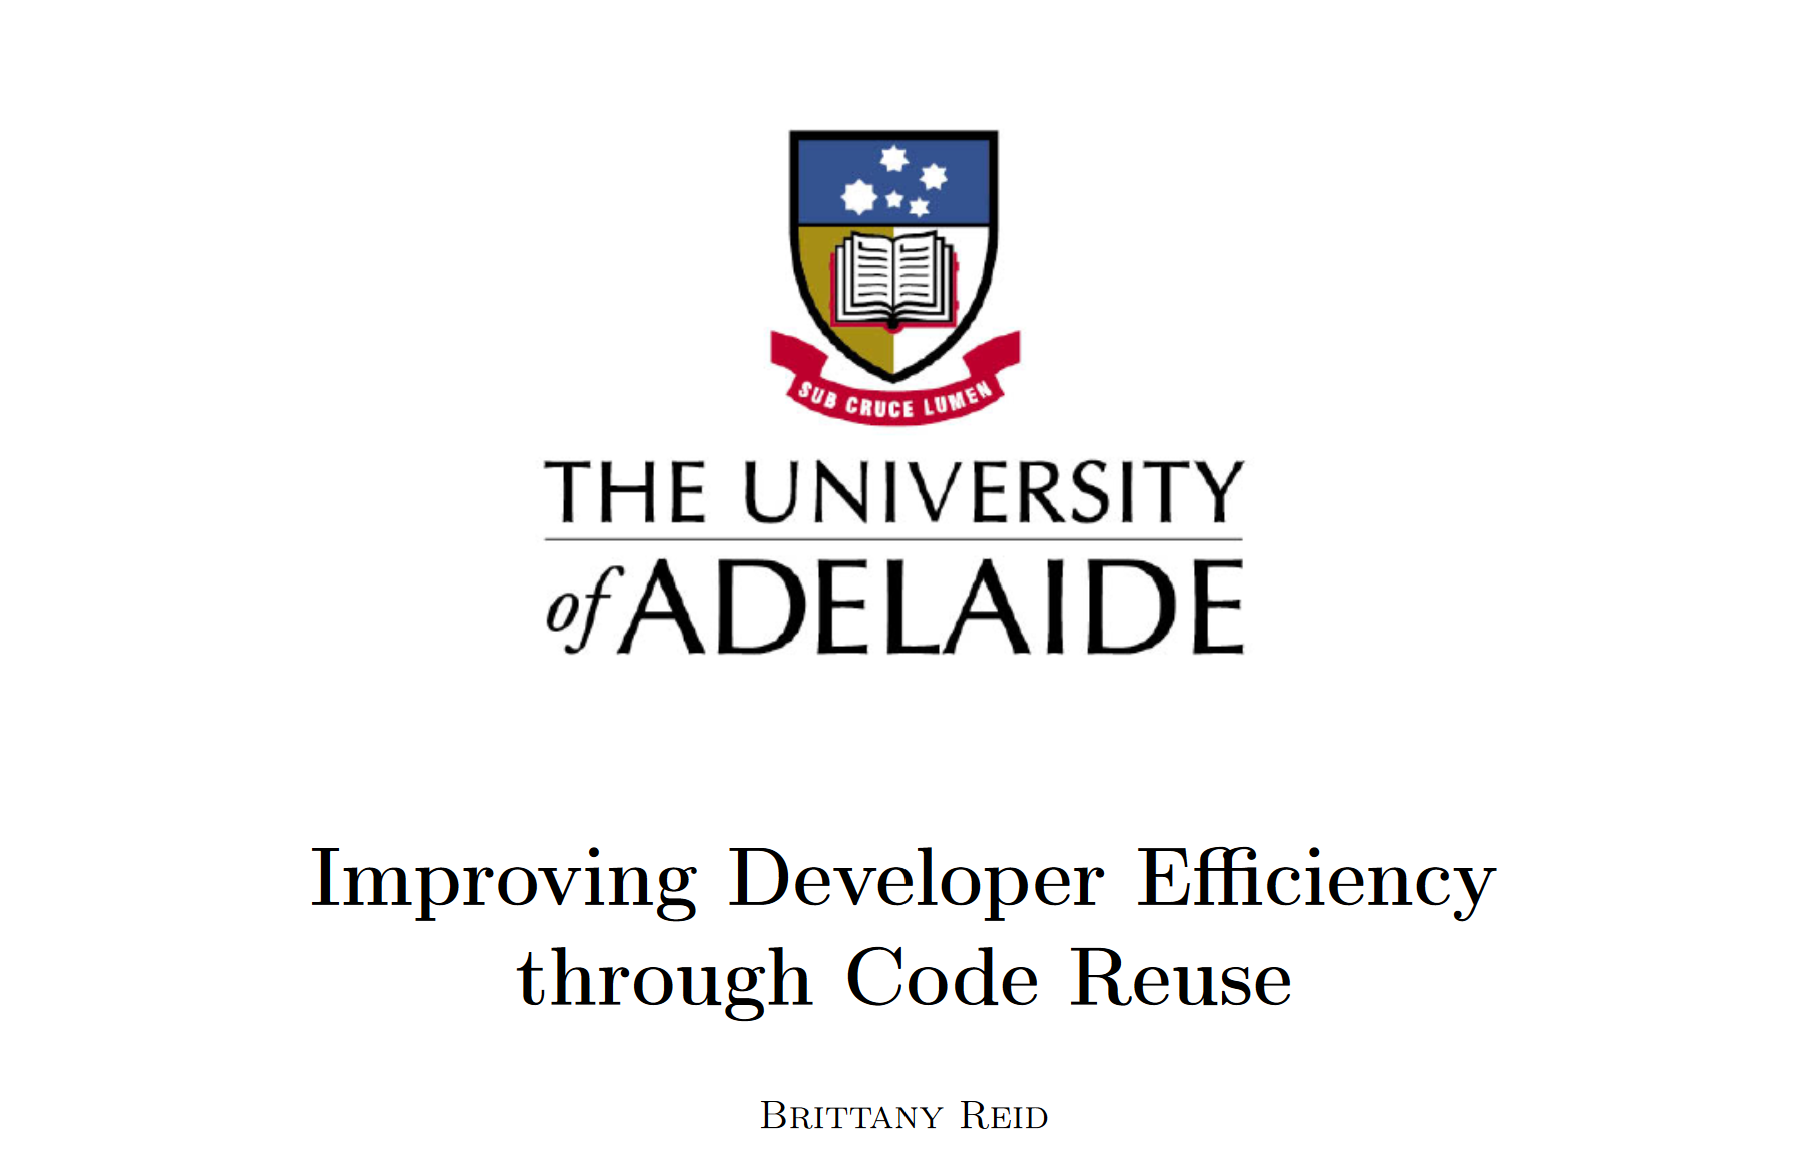 SUB CRUCE LUMEN
THE UNIVERSITY
of ADELAIDE
Improving Developer Efficiency
through Code Reuse
Brittany Reid